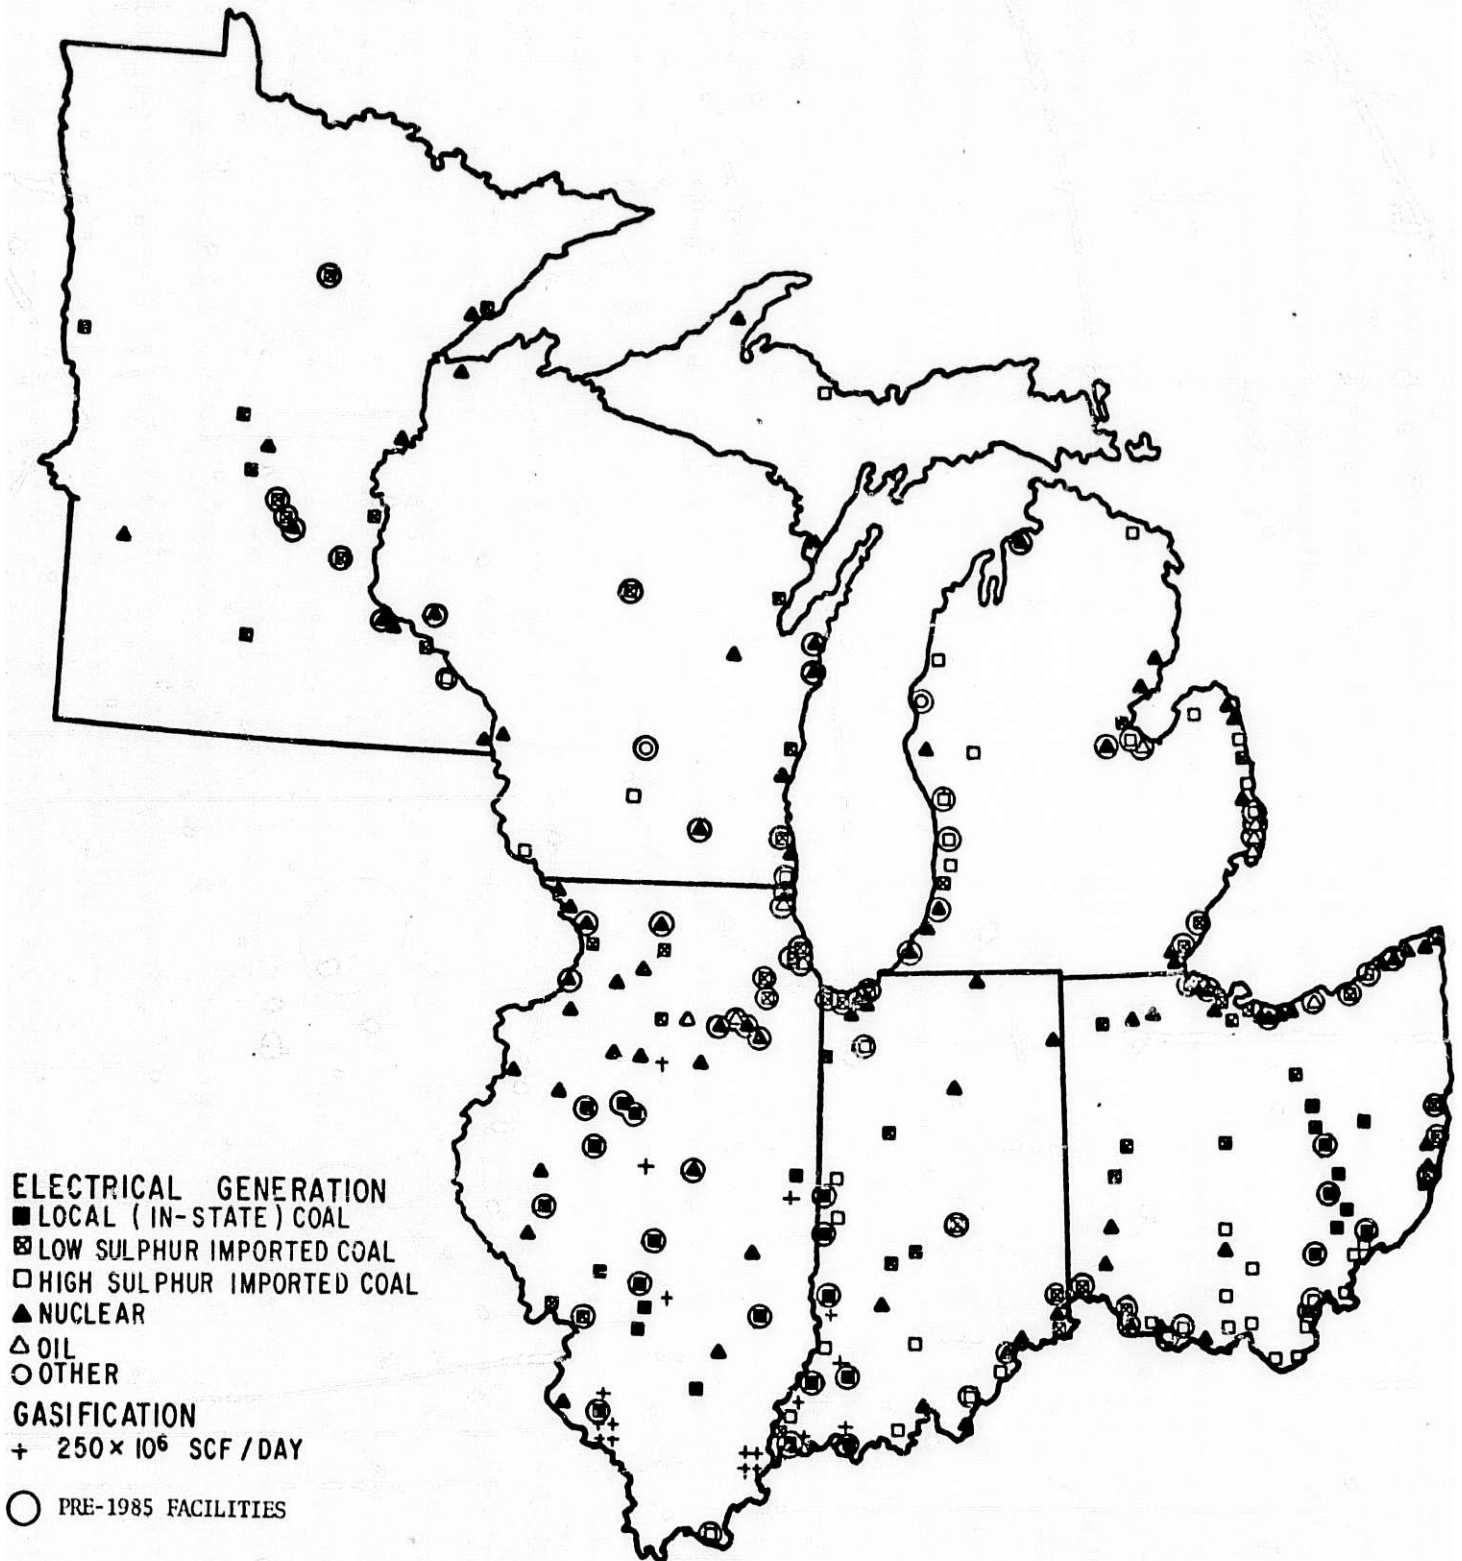 ELECTRICAL GENERATION
LOCAL (IN-STATE) COAL
LOW SULPHUR IMPORTED COAL
HIGH SULPHUR IMPORTED COAL
NUCLEAR
OIL
OTHER
GASIFICATION
+ 250 × 10⁶ SCF / DAY
PRE-1985 FACILITIES